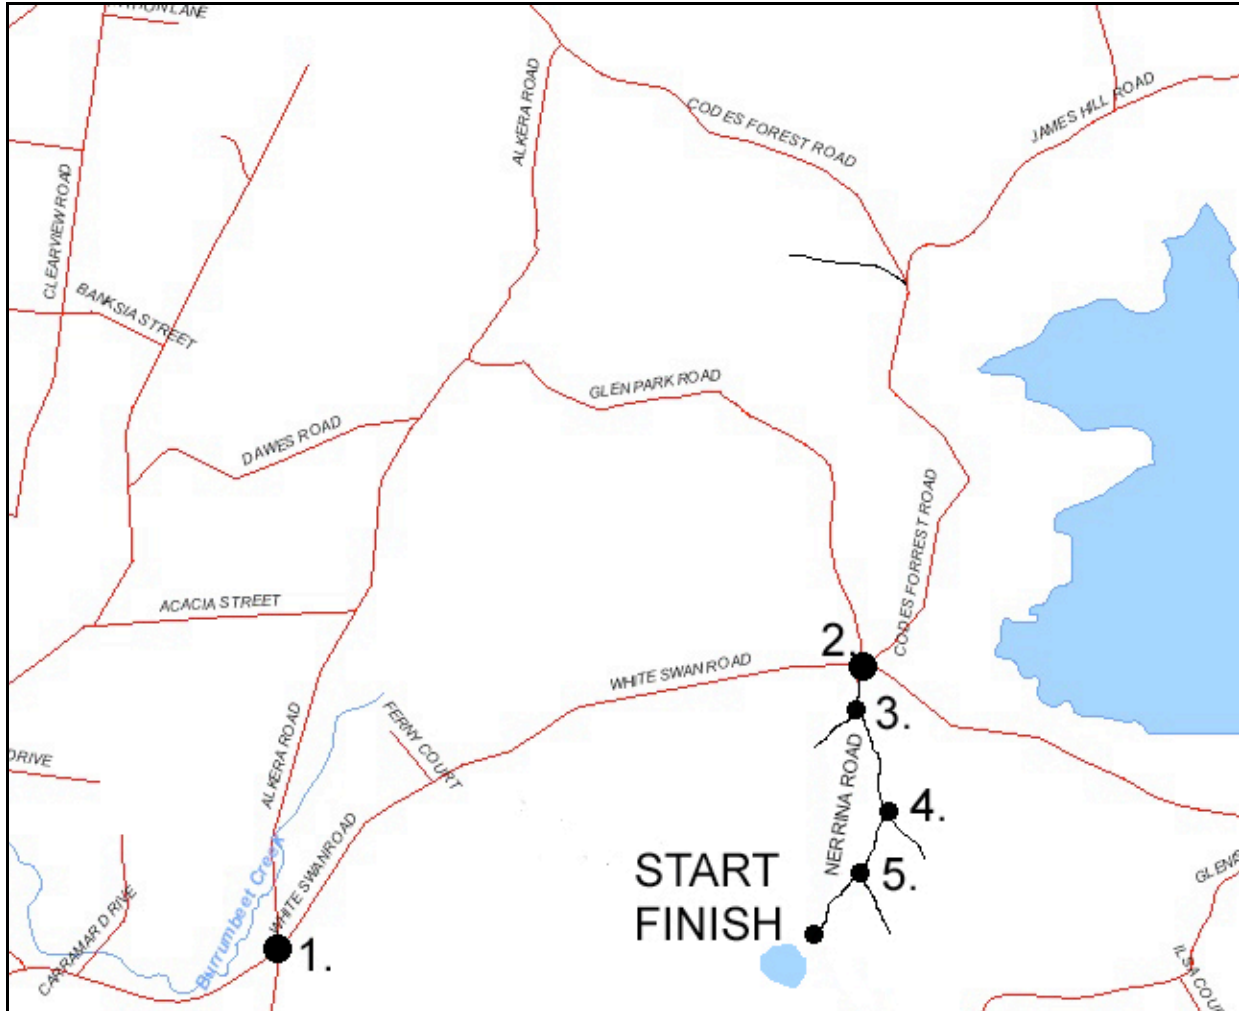 LANE
ALKERA ROAD
CODES FOREST ROAD
JAMES HILL ROAD
CLEARVIEW ROAD
BANKSIA STREET
GLEN PARK ROAD
DAWES ROAD
CODES FORREST ROAD
ACACIA STREET
2.
WHITE SWAN ROAD
3.
FERNY COURT
ALKERA ROAD
DRIVE
NERRINA ROAD
4.
WHITE SWAN ROAD
Burrumbeet Creek
START
FINISH
5.
CARRAMAR DRIVE
1.